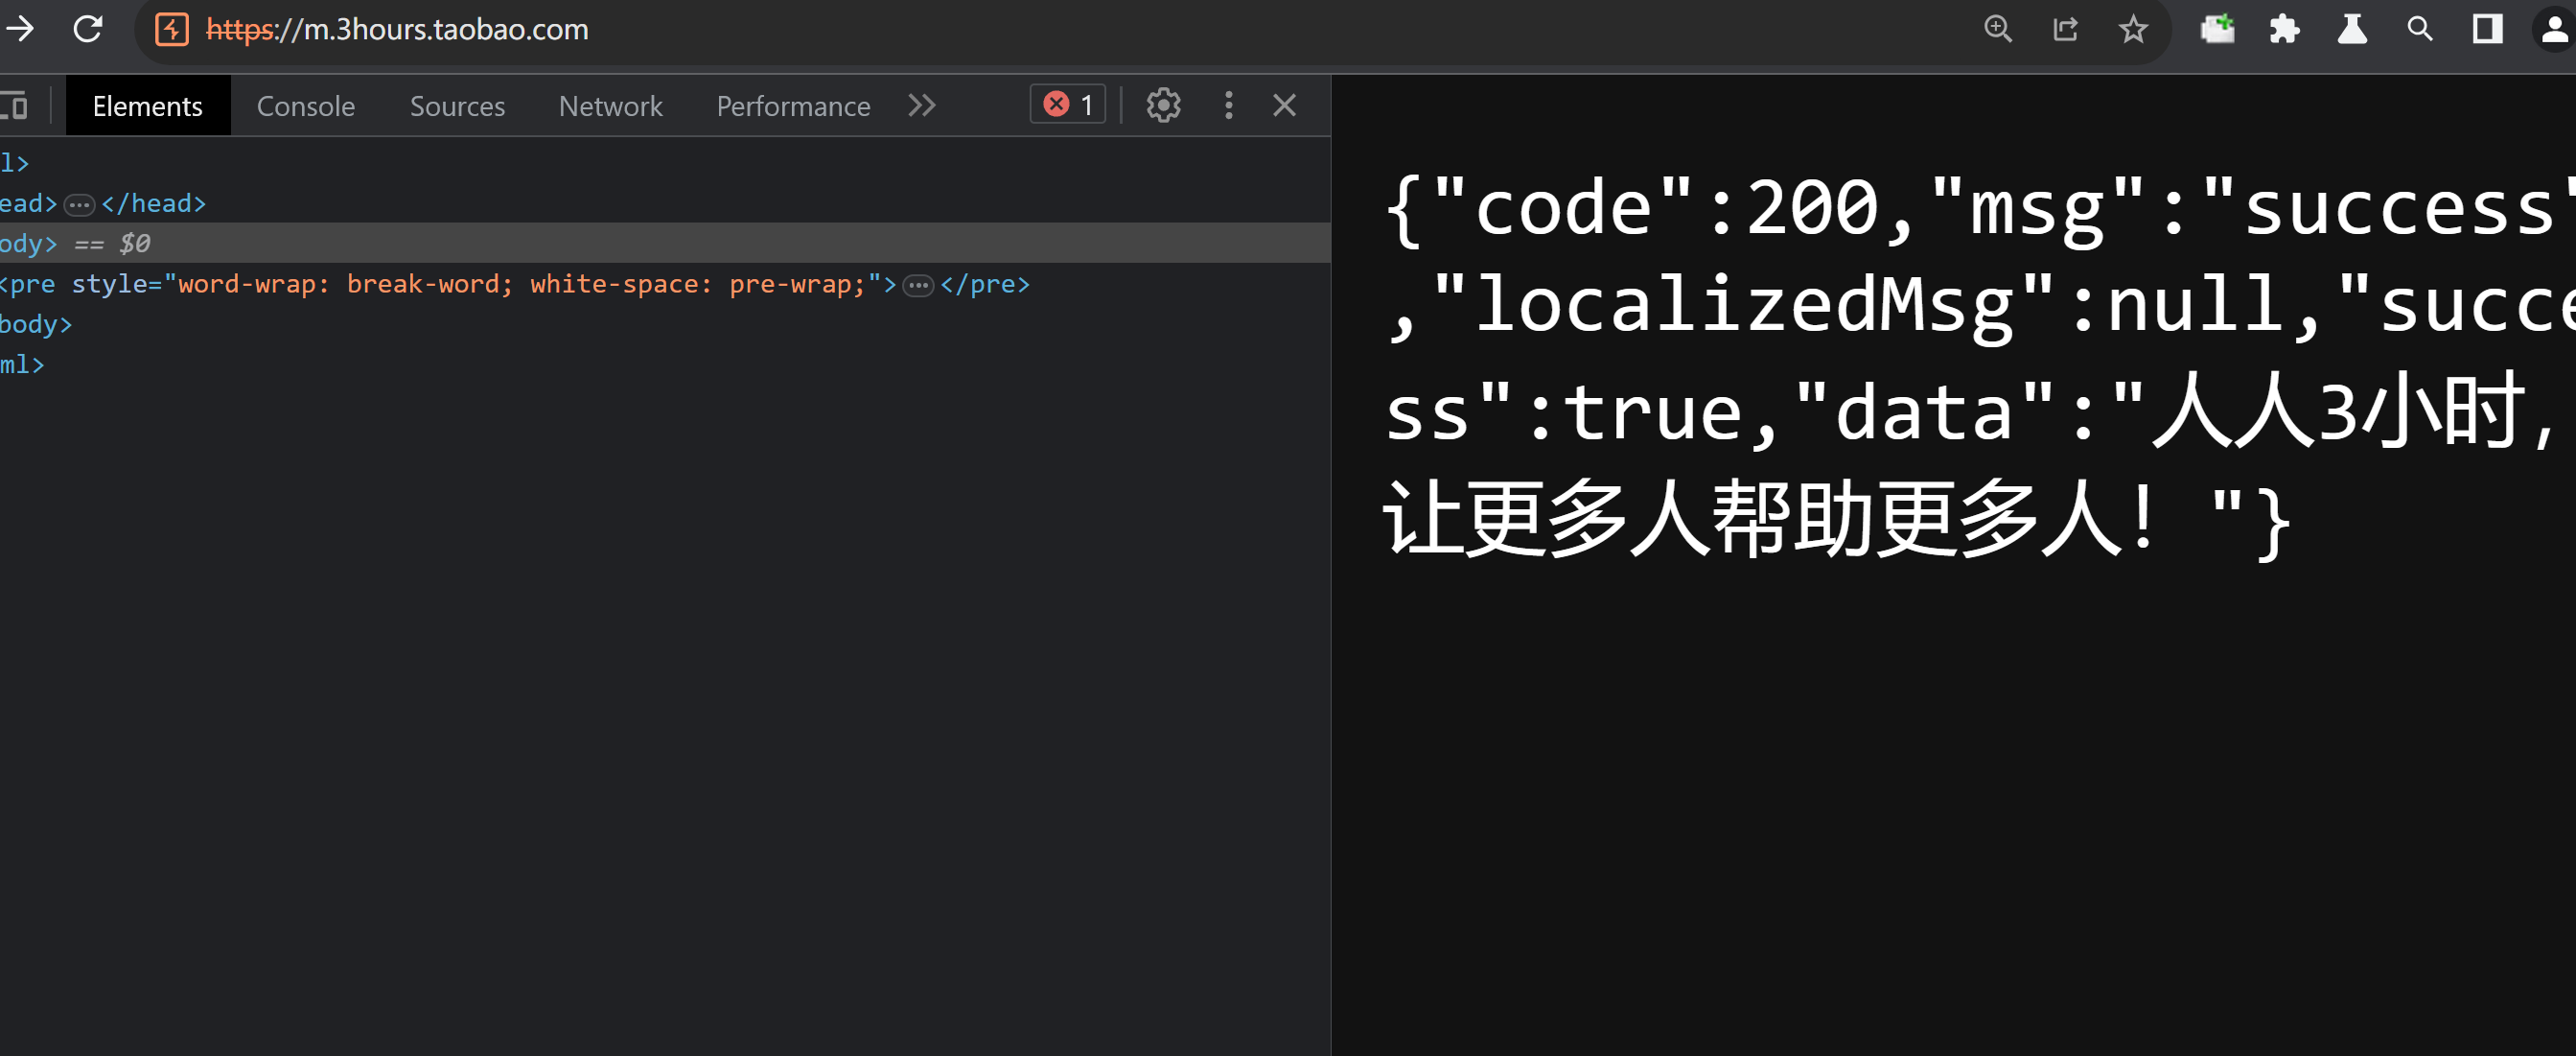 https://m.3hours.taobao.com
Elements Console Sources Network Performance 1
l>
ead>…</head>
ody> == $0
<pre style="word-wrap: break-word; white-space: pre-wrap;">…</pre>
body>
ml>
{"code":200,"msg":"success"
,"localizedMsg":null,"succe
ss":true,"data":"人人3小时，
让更多人帮助更多人！"}